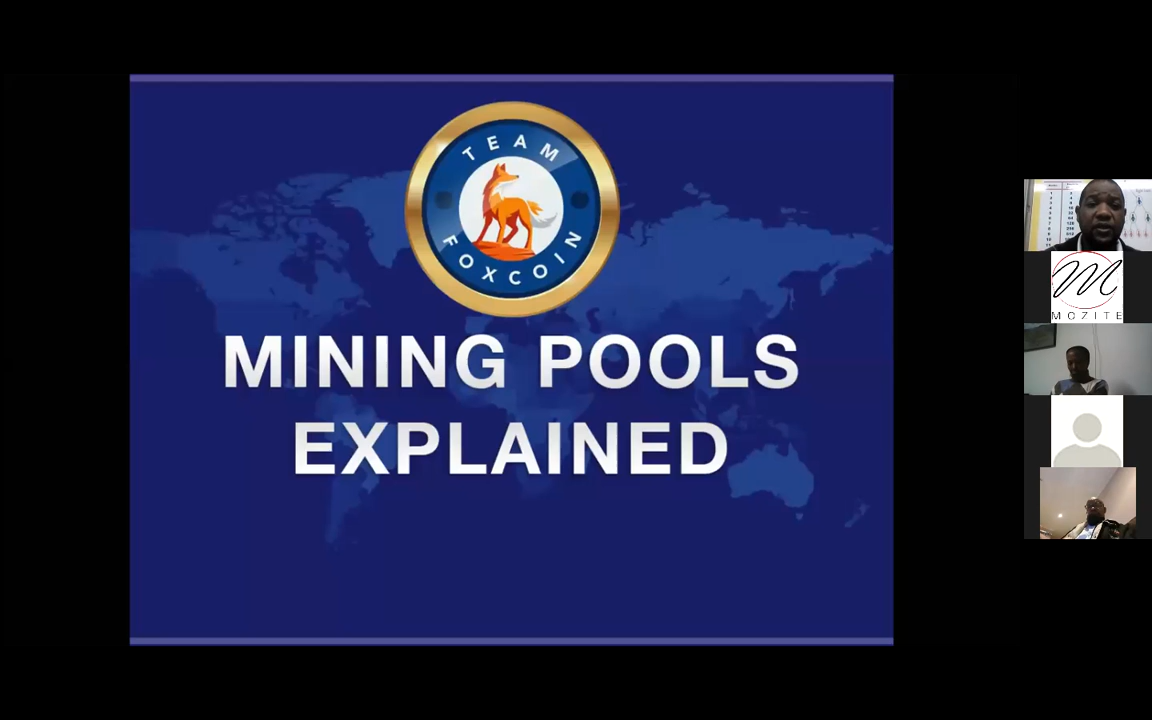 TEAM
FOXCOIN
MINING POOLS
EXPLAINED
M
MOZITE